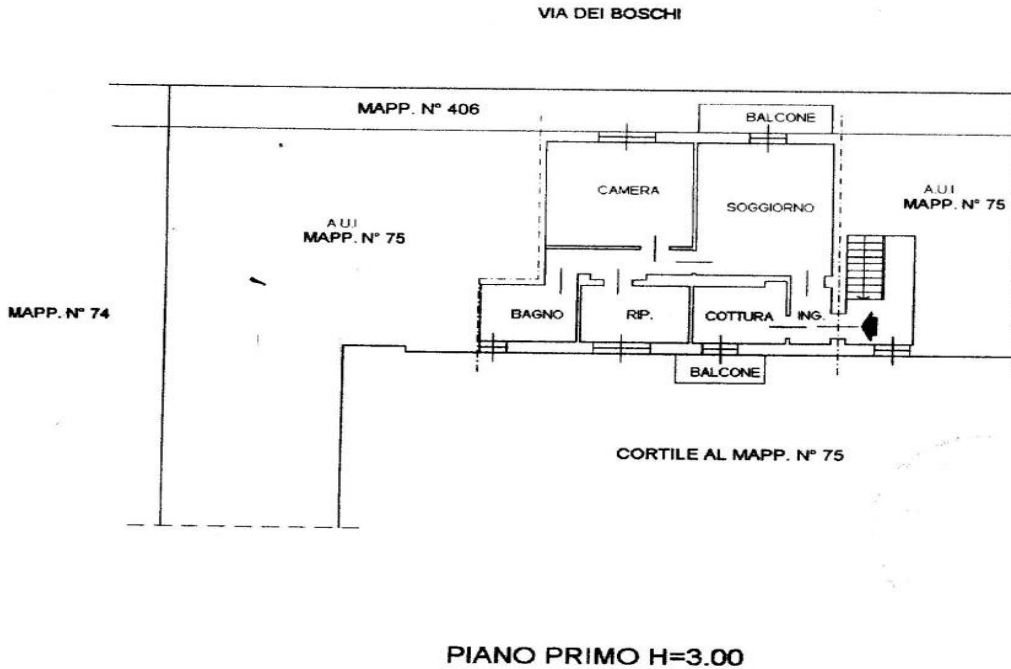 VIA DEI BOSCHI
MAPP. N° 406
BALCONE
CAMERA
SOGGIORNO
A.U.I
MAPP. N° 75
A.U.I
MAPP. N° 75
MAPP. N° 74
BAGNO
RIP.
COTTURA
ING.
BALCONE
CORTILE AL MAPP. N° 75
PIANO PRIMO H=3.00